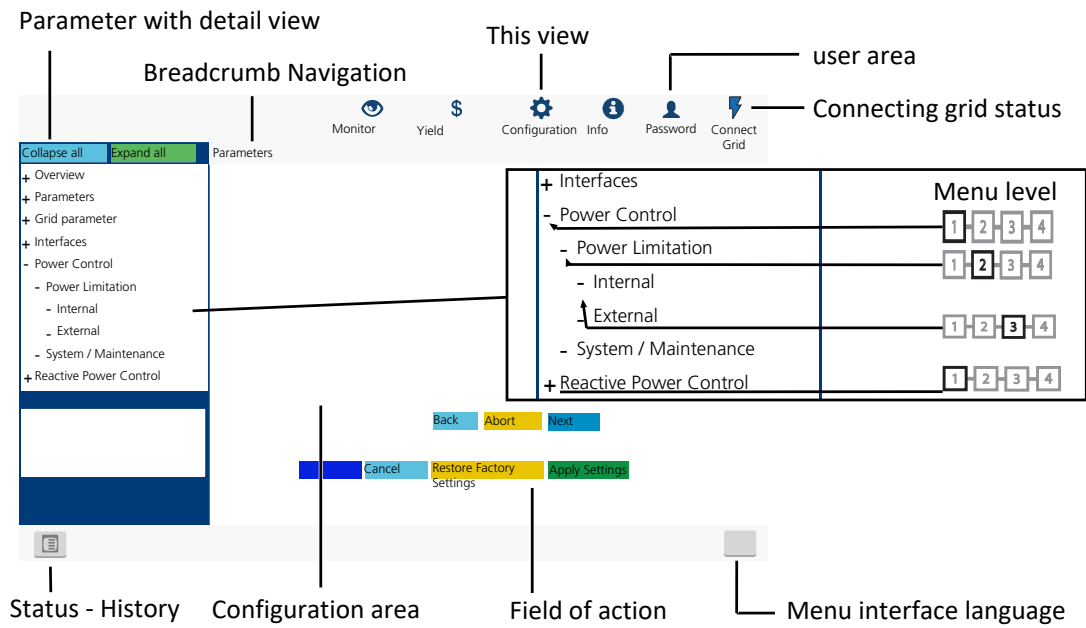 Parameter with detail view
This view
user area
Breadcrumb Navigation
Connecting grid status
Monitor
Yield
$
Configuration
Info
Password
Connect
Grid
Collapse all
Expand all
Parameters
+ Overview
+ Parameters
+ Grid parameter
+ Interfaces
- Power Control
- Power Limitation
- Internal
- External
- System / Maintenance
+ Reactive Power Control
+ Interfaces
Menu level
- Power Control
1 2 3 4
- Power Limitation
1 2 3 4
- Internal
- External
1 2 3 4
- System / Maintenance
+ Reactive Power Control
1 2 3 4
Back
Abort
Next
Cancel
Restore Factory
Settings
Apply Settings
Status - History
Configuration area
Field of action
Menu interface language